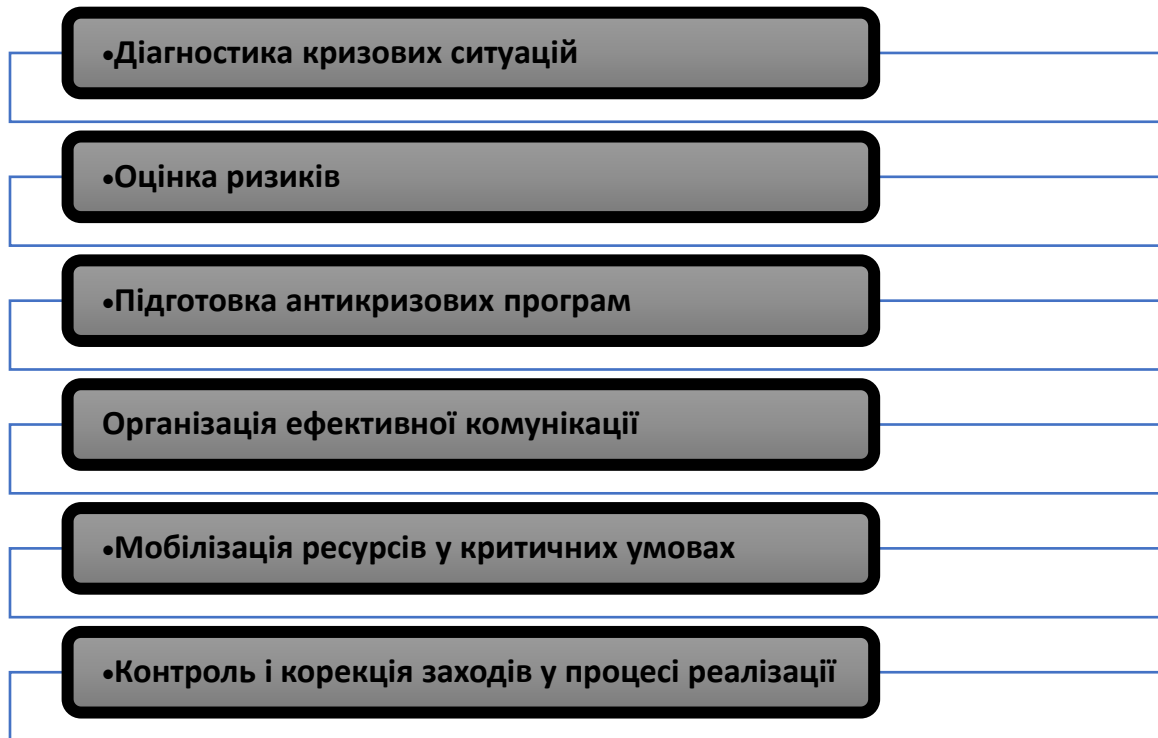 •Діагностика кризових ситуацій
•Оцінка ризиків
•Підготовка антикризових програм
Організація ефективної комунікації
•Мобілізація ресурсів у критичних умовах
•Контроль і корекція заходів у процесі реалізації